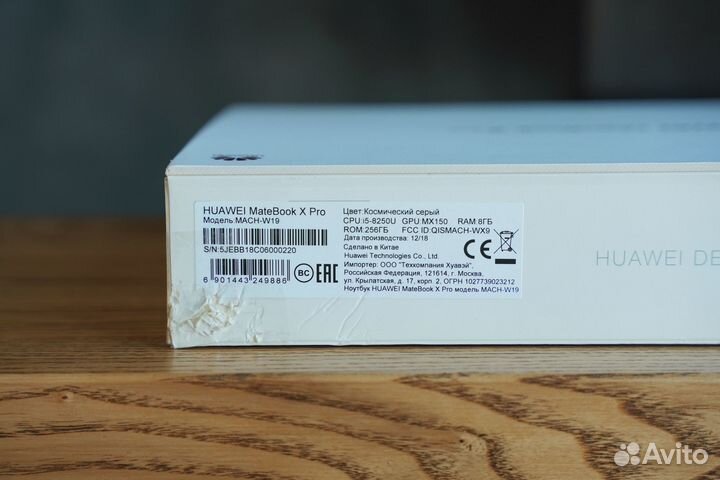 HUAWEI MateBook X Pro
Модель:MACH-W19
S/N:5JEBB18C06000220
6 901443 249886
BC EAC
Цвет:Космический серый
CPU:i5-8250U GPU:MX150 RAM:8ГБ
ROM:256ГБ FCC ID:QISMACH-WX9
Дата производства: 12/18
Сделано в Китае
Huawei Technologies Co., Ltd.
Импортер: ООО "Техкомпания Хуавэй",
Российская Федерация, 121614, г. Москва,
ул. Крылатская, д. 17, корп. 2, ОГРН 1027739023212
Ноутбук HUAWEI MateBook X Pro модель MACH-W19
CE
HUAWEI DE
Avito